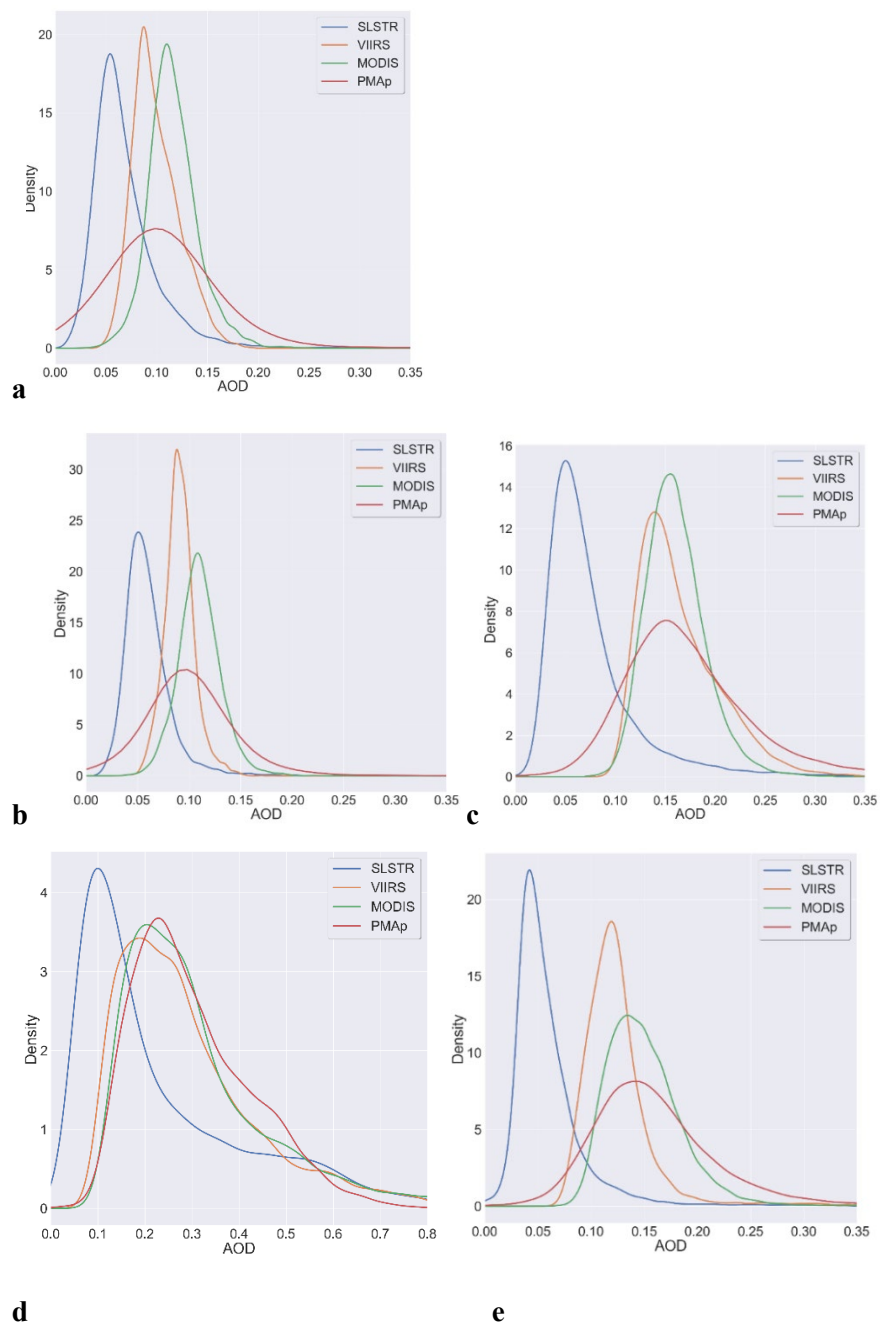 20
15
10
5
0
Density
SLSTR
VIIRS
MODIS
PMAp
0.00 0.05 0.10 0.15 0.20 0.25 0.30 0.35
AOD
a
30
25
20
15
10
5
0
Density
SLSTR
VIIRS
MODIS
PMAp
0.00 0.05 0.10 0.15 0.20 0.25 0.30 0.35
AOD
b
16
14
12
10
8
6
4
2
0
Density
SLSTR
VIIRS
MODIS
PMAp
0.00 0.05 0.10 0.15 0.20 0.25 0.30 0.35
AOD
c
4
3
2
1
0
Density
SLSTR
VIIRS
MODIS
PMAp
0.0 0.1 0.2 0.3 0.4 0.5 0.6 0.7 0.8
AOD
d
20
15
10
5
0
Density
SLSTR
VIIRS
MODIS
PMAp
0.00 0.05 0.10 0.15 0.20 0.25 0.30 0.35
AOD
e